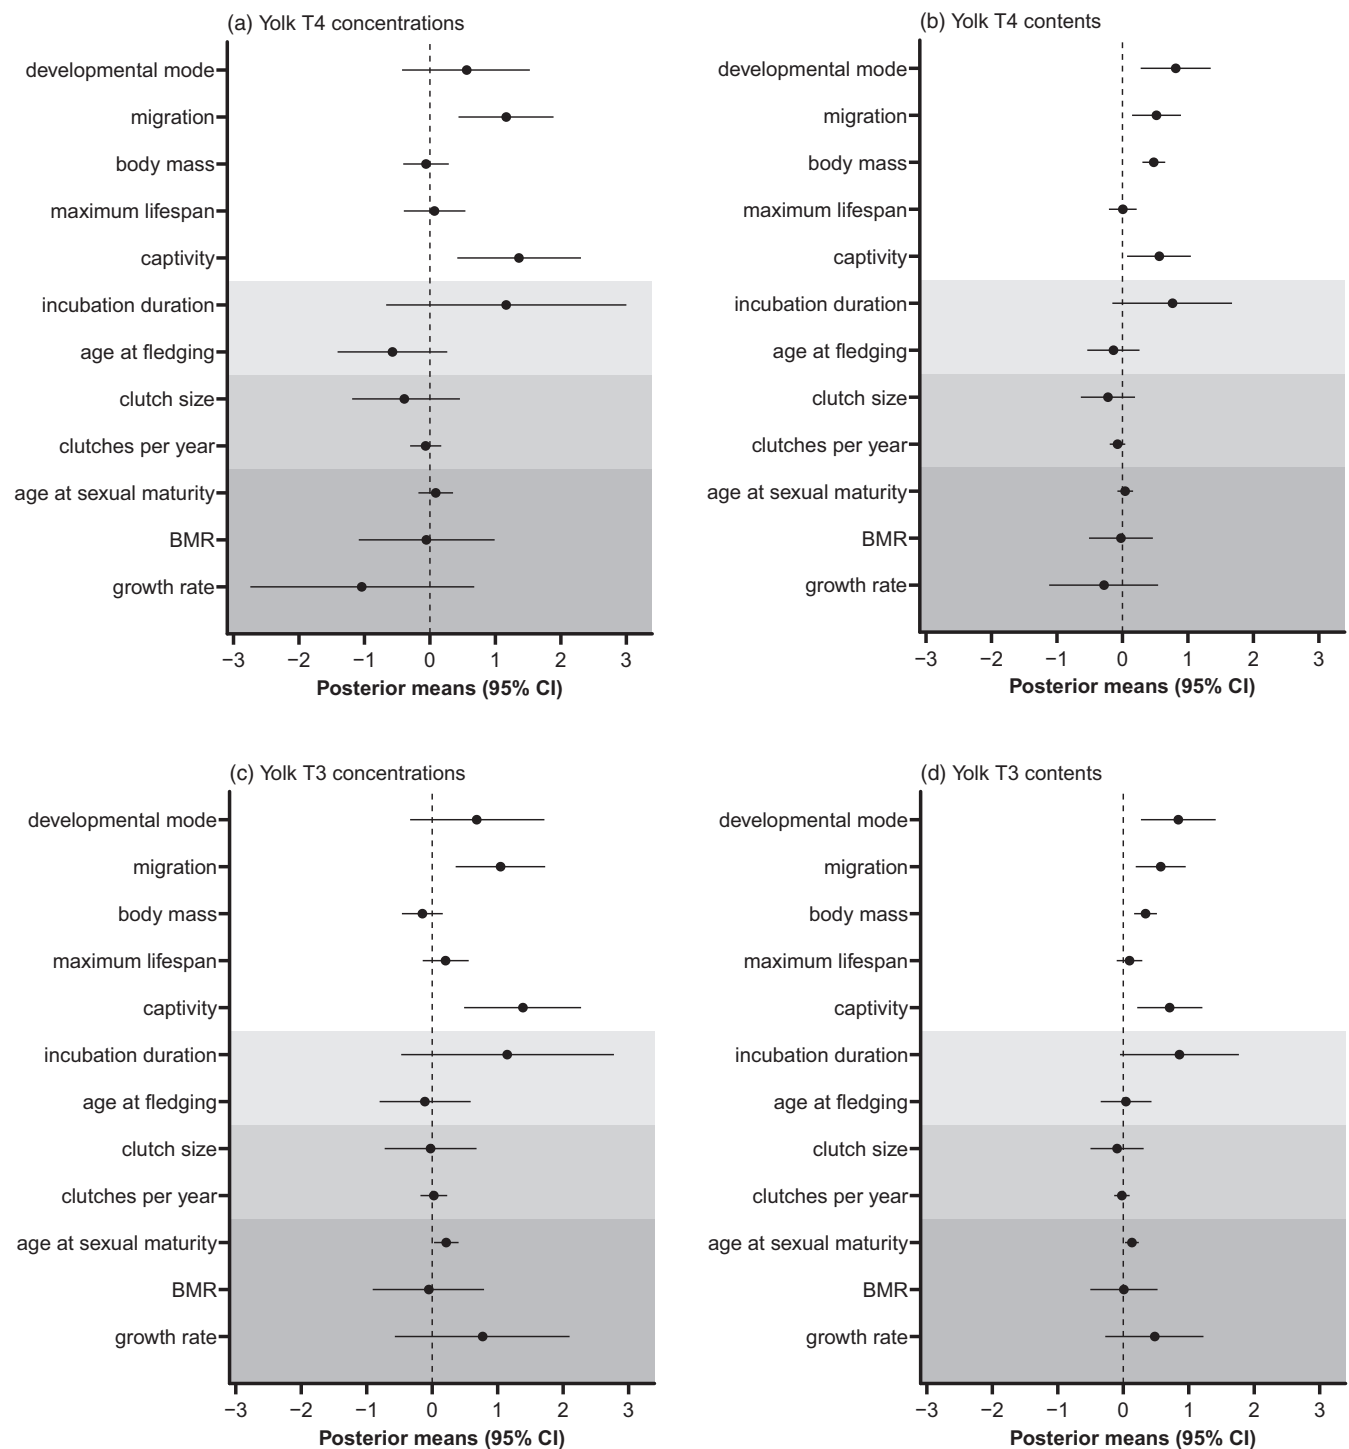 (a) Yolk T4 concentrations
developmental mode
migration
body mass
maximum lifespan
captivity
incubation duration
age at fledging
clutch size
clutches per year
age at sexual maturity
BMR
growth rate
−3 −2 −1 0 1 2 3
Posterior means (95% CI)
(b) Yolk T4 contents
developmental mode
migration
body mass
maximum lifespan
captivity
incubation duration
age at fledging
clutch size
clutches per year
age at sexual maturity
BMR
growth rate
−3 −2 −1 0 1 2 3
Posterior means (95% CI)
(c) Yolk T3 concentrations
developmental mode
migration
body mass
maximum lifespan
captivity
incubation duration
age at fledging
clutch size
clutches per year
age at sexual maturity
BMR
growth rate
−3 −2 −1 0 1 2 3
Posterior means (95% CI)
(d) Yolk T3 contents
developmental mode
migration
body mass
maximum lifespan
captivity
incubation duration
age at fledging
clutch size
clutches per year
age at sexual maturity
BMR
growth rate
−3 −2 −1 0 1 2 3
Posterior means (95% CI)